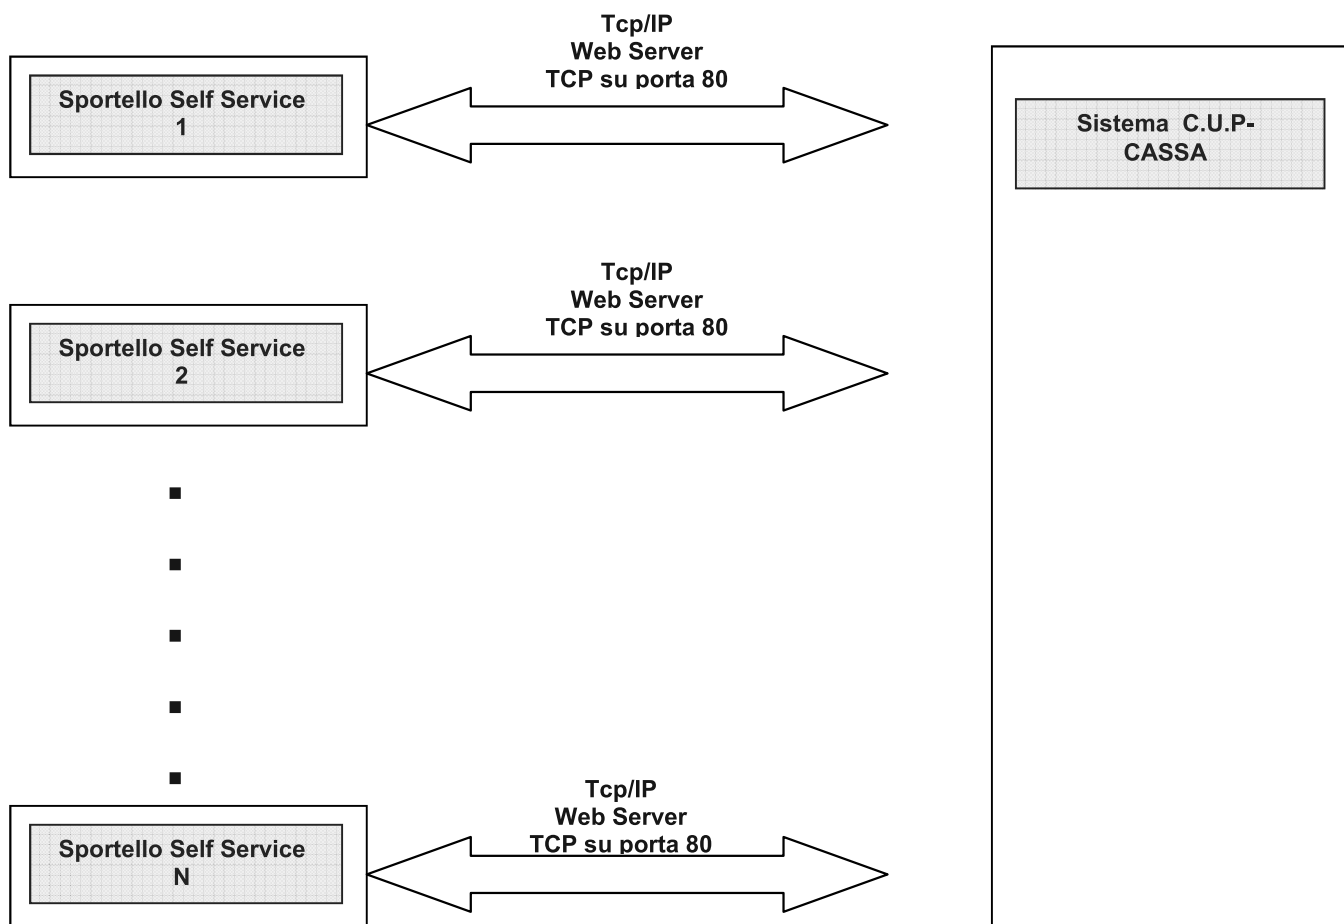 Tcp/IP
Web Server
TCP su porta 80
Sportello Self Service
1
Sistema C.U.P-
CASSA
Tcp/IP
Web Server
TCP su porta 80
Sportello Self Service
2
Tcp/IP
Web Server
TCP su porta 80
Sportello Self Service
N